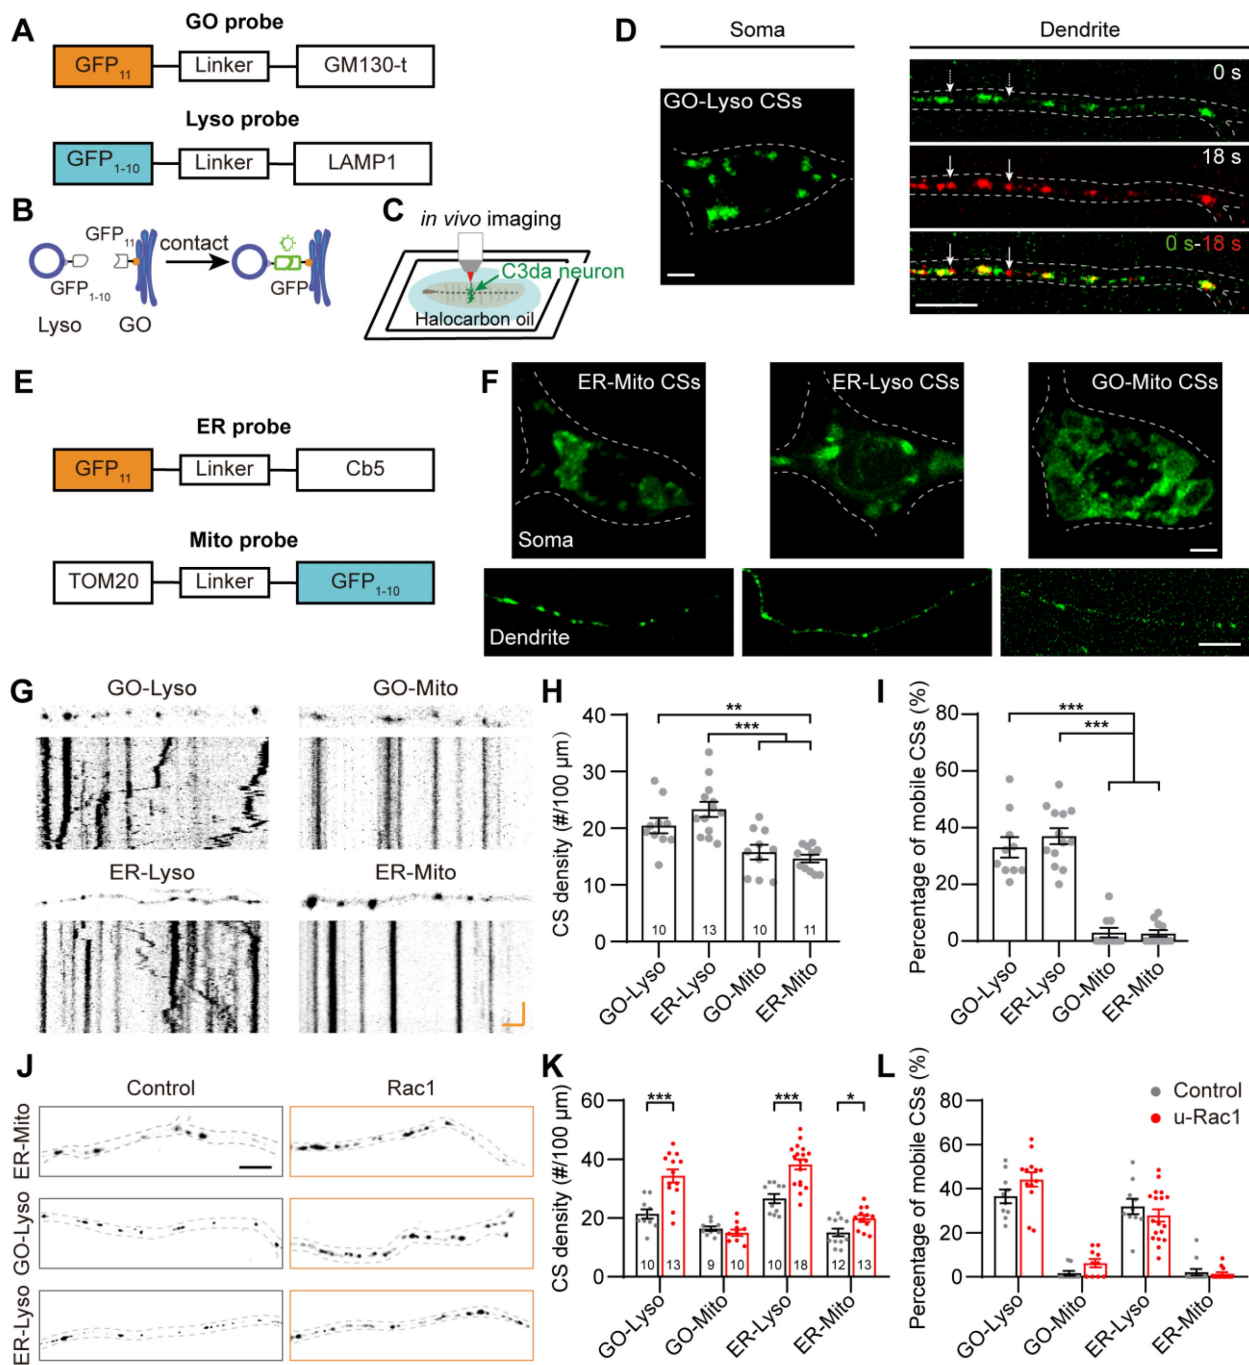 A
GO probe
GFP11
Linker
GM130-t
Lyso probe
GFP1-10
Linker
LAMP1
B
GFP11
contact
GFP1-10
GFP
Lyso
GO
C
in vivo imaging
C3da neuron
Halocarbon oil
D
Soma
Dendrite
GO-Lyso CSs
0 s
18 s
0 s-18 s
E
ER probe
GFP11
Linker
Cb5
Mito probe
TOM20
Linker
GFP1-10
F
ER-Mito CSs
ER-Lyso CSs
GO-Mito CSs
Soma
Dendrite
G
GO-Lyso
GO-Mito
ER-Lyso
ER-Mito
H
CS density (#/100 µm)
40
30
20
10
0
**
***
10
13
10
11
GO-Lyso
ER-Lyso
GO-Mito
ER-Mito
I
Percentage of mobile CSs (%)
80
60
40
20
0
***
***
GO-Lyso
ER-Lyso
GO-Mito
ER-Mito
J
Control
Rac1
ER-Mito
GO-Lyso
ER-Lyso
K
CS density (#/100 µm)
60
40
20
0
***
***
*
10
13
9
10
10
18
12
13
GO-Lyso
GO-Mito
ER-Lyso
ER-Mito
L
Percentage of mobile CSs (%)
80
60
40
20
0
Control
u-Rac1
GO-Lyso
GO-Mito
ER-Lyso
ER-Mito